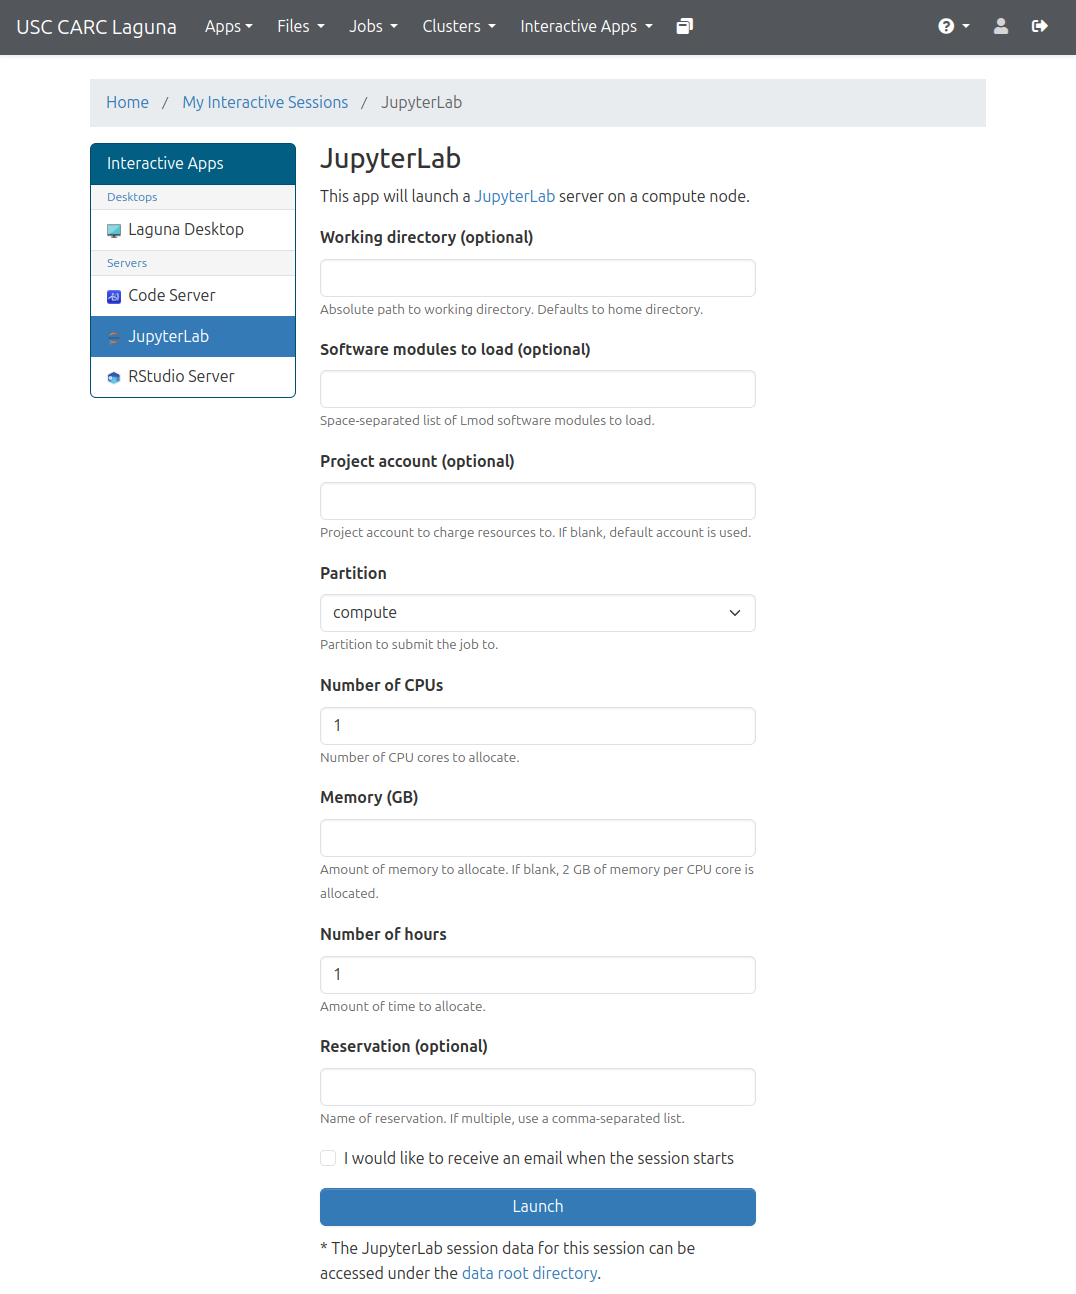 USC CARC Laguna Apps Files Jobs Clusters Interactive Apps
Home / My Interactive Sessions / JupyterLab
Interactive Apps
Desktops
Laguna Desktop
Servers
Code Server
JupyterLab
RStudio Server
JupyterLab
This app will launch a JupyterLab server on a compute node.
Working directory (optional)
Absolute path to working directory. Defaults to home directory.
Software modules to load (optional)
Space-separated list of Lmod software modules to load.
Project account (optional)
Project account to charge resources to. If blank, default account is used.
Partition
compute
Partition to submit the job to.
Number of CPUs
1
Number of CPU cores to allocate.
Memory (GB)
Amount of memory to allocate. If blank, 2 GB of memory per CPU core is
allocated.
Number of hours
1
Amount of time to allocate.
Reservation (optional)
Name of reservation. If multiple, use a comma-separated list.
I would like to receive an email when the session starts
Launch
* The JupyterLab session data for this session can be
accessed under the data root directory.